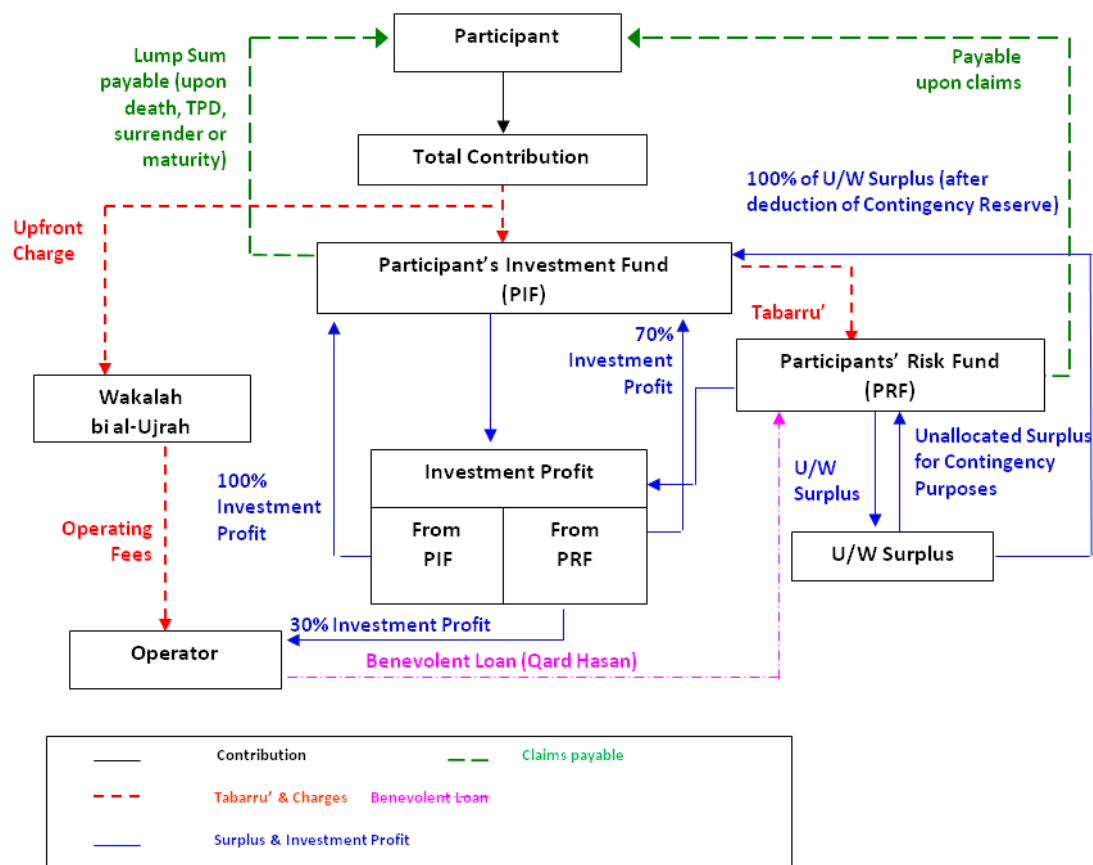 Participant
Lump Sum
payable (upon
death, TPD,
surrender or
maturity)
Payable
upon claims
Total Contribution
100% of U/W Surplus (after
deduction of Contingency Reserve)
Upfront
Charge
Participant's Investment Fund
(PIF)
Tabarru'
70%
Investment
Profit
Participants' Risk Fund
(PRF)
Wakalah
bi al-Ujrah
Investment Profit
From
PIF
From
PRF
100%
Investment
Profit
U/W
Surplus
Unallocated Surplus
for Contingency
Purposes
Operating
Fees
U/W Surplus
30% Investment Profit
Operator
Benevolent Loan (Qard Hasan)
Contribution
Claims payable
Tabarru' & Charges
Benevolent Loan
Surplus & Investment Profit